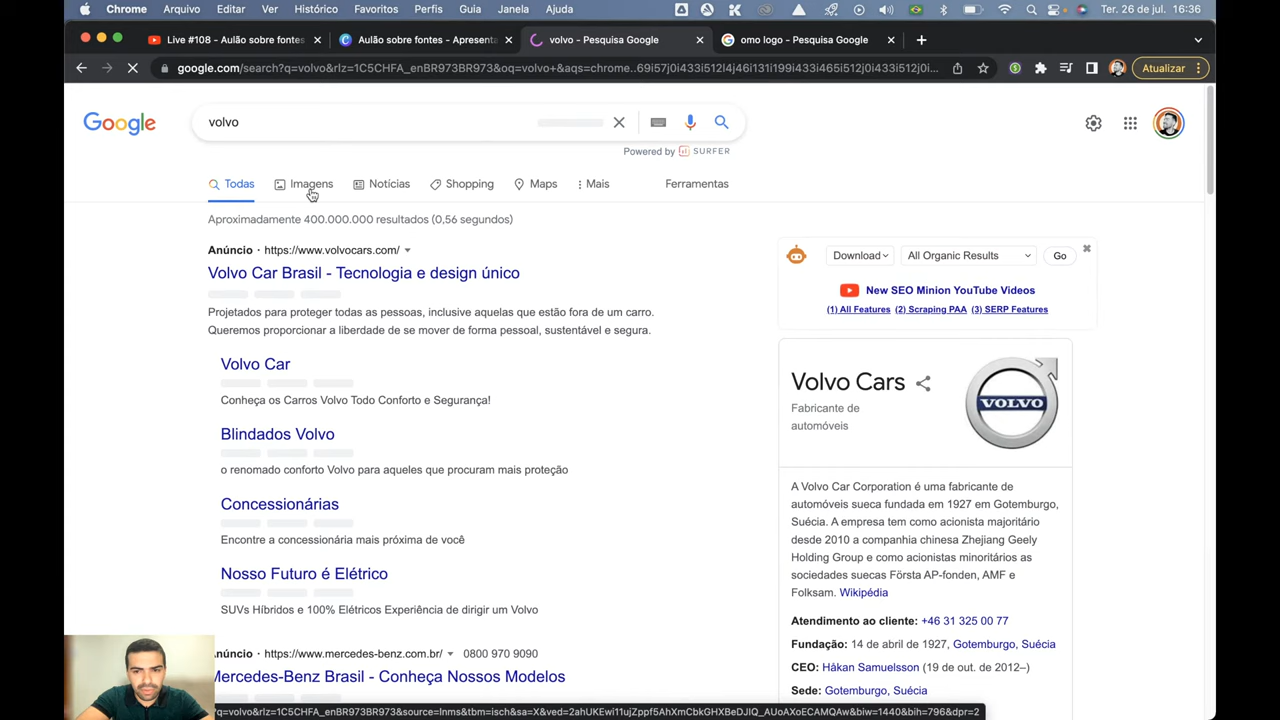 Chrome Arquivo Editar Ver Histórico Favoritos Perfis Guia Janela Ajuda Ter. 26 de jul. 16:36
Live #108 - Aulão sobre fontes Aulão sobre fontes - Apresenta volvo - Pesquisa Google omo logo - Pesquisa Google
google.com/search?q=volvo&rlz=1C5CHFA_enBR973BR973&oq=volvo+&aqs=chrome..69i57j0i433i512l4j46i131i199i433i465i512j0i433i512j0i... Atualizar
Google volvo
Powered by SURFER
Todas Imagens Notícias Shopping Maps Mais Ferramentas
Aproximadamente 400.000.000 resultados (0,56 segundos)
Anúncio · https://www.volvocars.com/
Volvo Car Brasil - Tecnologia e design único
Projetados para proteger todas as pessoas, inclusive aquelas que estão fora de um carro.
Queremos proporcionar a liberdade de se mover de forma pessoal, sustentável e segura.
Volvo Car
Conheça os Carros Volvo Todo Conforto e Segurança!
Blindados Volvo
o renomado conforto Volvo para aqueles que procuram mais proteção
Concessionárias
Encontre a concessionária mais próxima de você
Nosso Futuro é Elétrico
SUVs Híbridos e 100% Elétricos Experiência de dirigir um Volvo
Anúncio · https://www.mercedes-benz.com.br/ 0800 970 9090
Mercedes-Benz Brasil - Conheça Nossos Modelos
Download All Organic Results Go
New SEO Minion YouTube Videos
(1) All Features (2) Scraping PAA (3) SERP Features
Volvo Cars
Fabricante de
automóveis
VOLVO
A Volvo Car Corporation é uma fabricante de
automóveis sueca fundada em 1927 em Gotemburgo,
Suécia. A empresa tem como acionista majoritário
desde 2010 a companhia chinesa Zhejiang Geely
Holding Group e como acionistas minoritários as
sociedades suecas Första AP-fonden, AMF e
Folksam. Wikipédia
Atendimento ao cliente: +46 31 325 00 77
Fundação: 14 de abril de 1927, Gotemburgo, Suécia
CEO: Håkan Samuelsson (19 de out. de 2012–)
Sede: Gotemburgo, Suécia